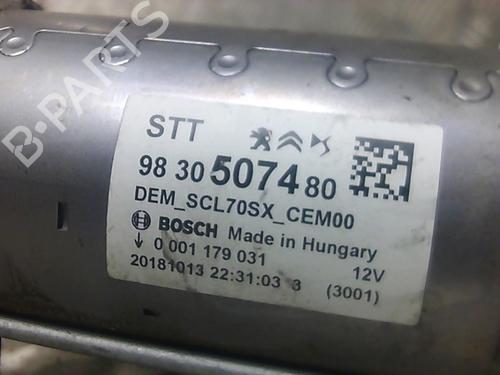 B-PARTS
STT
98 30 5074 80
DEM_SCL70SX_CEM00
BOSCH Made in Hungary
0 001 179 031 12V
20181013 22:31:03 3 (3001)